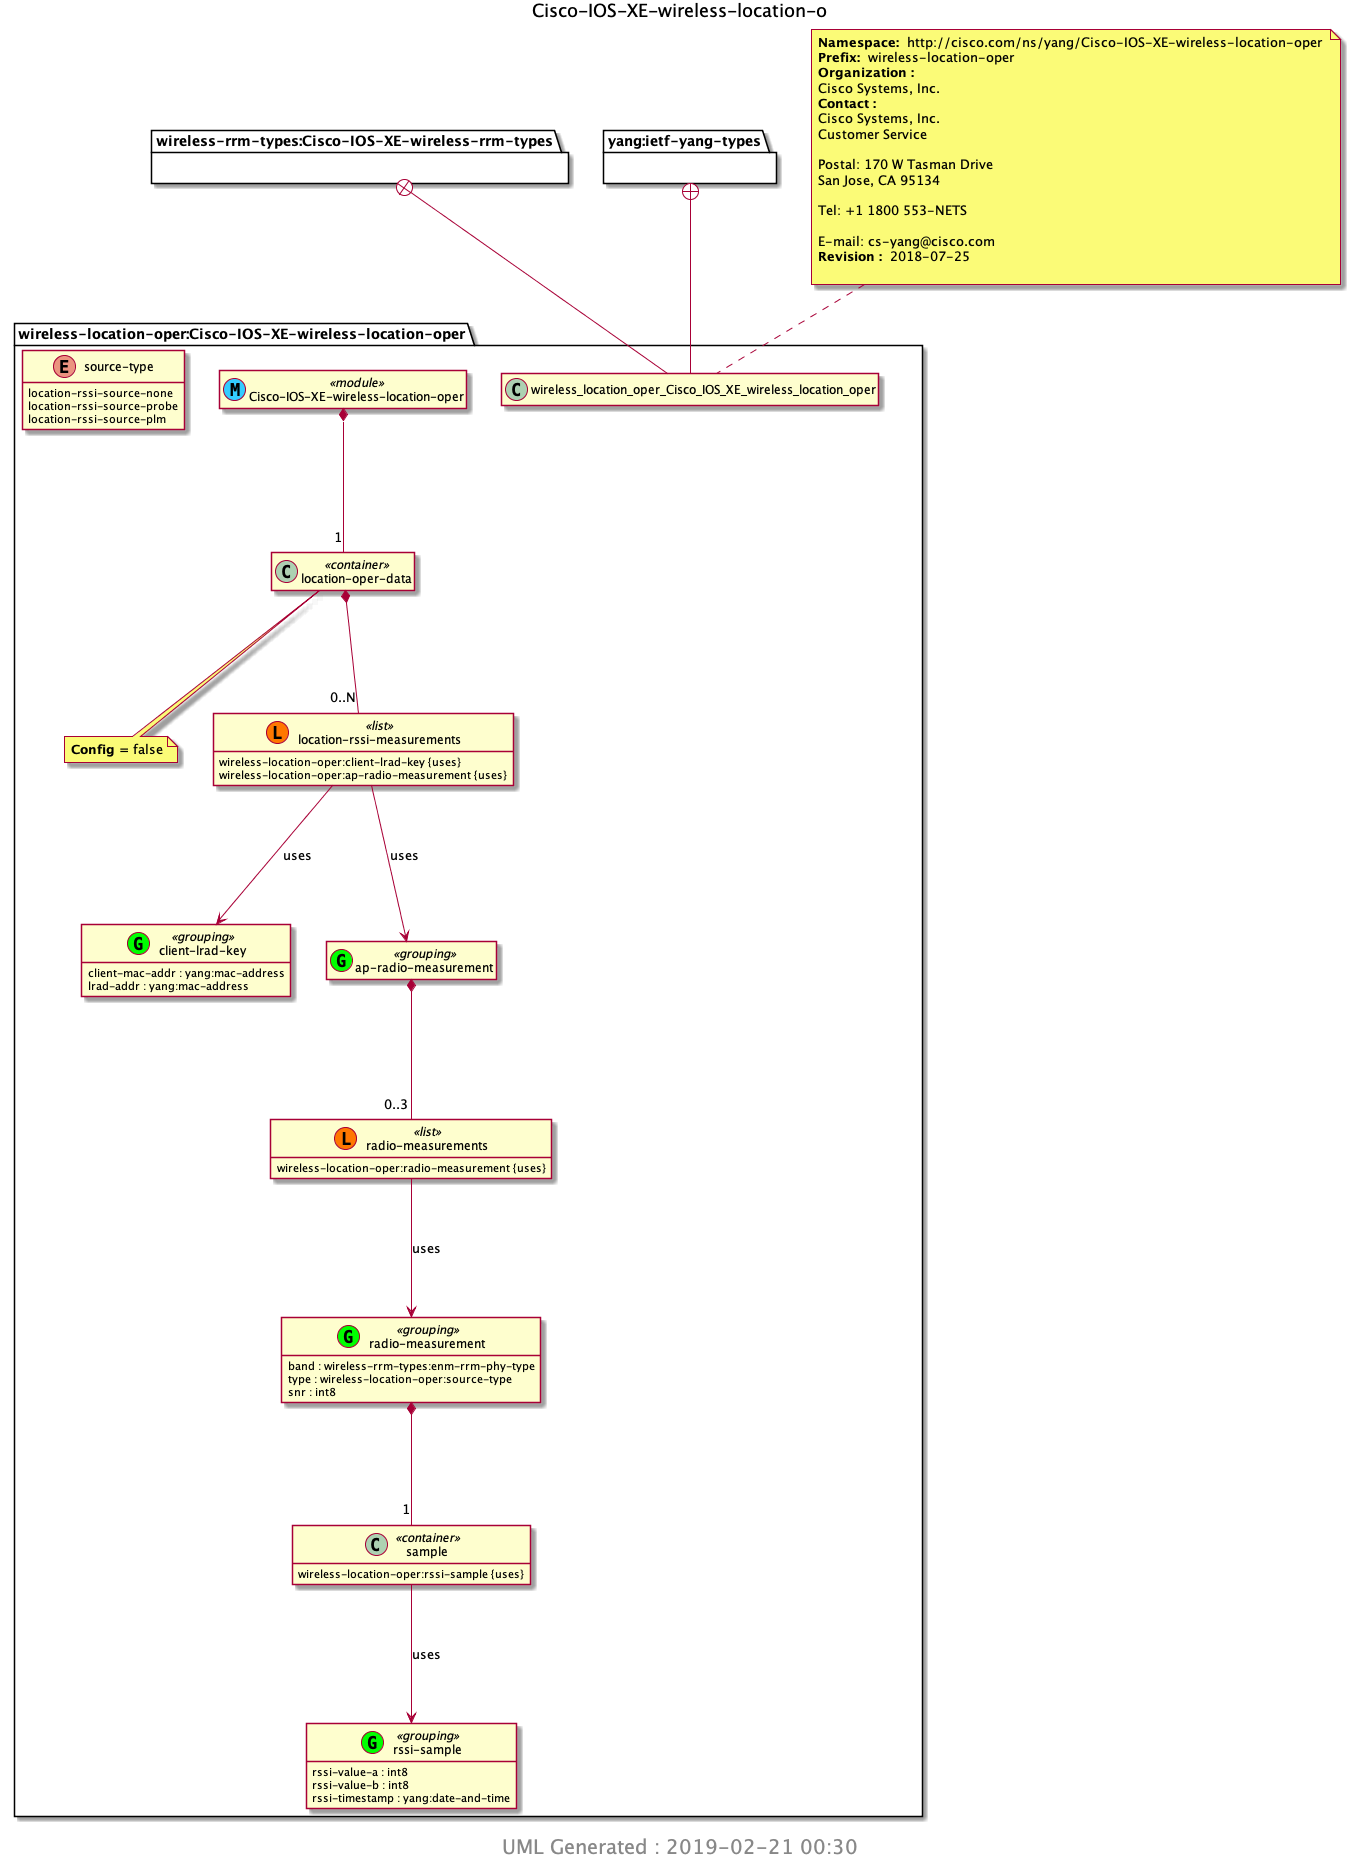 Cisco-IOS-XE-wireless-location-o
Namespace: http://cisco.com/ns/yang/Cisco-IOS-XE-wireless-location-oper
Prefix: wireless-location-oper
Organization :
Cisco Systems, Inc.
Contact :
Cisco Systems, Inc.
Customer Service
Postal: 170 W Tasman Drive
San Jose, CA 95134
Tel: +1 1800 553-NETS
E-mail: cs-yang@cisco.com
Revision : 2018-07-25
wireless-rrm-types:Cisco-IOS-XE-wireless-rrm-types
yang:ietf-yang-types
wireless-location-oper:Cisco-IOS-XE-wireless-location-oper
E source-type
location-rssi-source-none
location-rssi-source-probe
location-rssi-source-plm
M «module»
Cisco-IOS-XE-wireless-location-oper
C wireless_location_oper_Cisco_IOS_XE_wireless_location_oper
1
C «container»
location-oper-data
0..N
Config = false
L «list»
location-rssi-measurements
wireless-location-oper:client-lrad-key {uses}
wireless-location-oper:ap-radio-measurement {uses}
uses
uses
G «grouping»
client-lrad-key
client-mac-addr : yang:mac-address
lrad-addr : yang:mac-address
G «grouping»
ap-radio-measurement
0..3
L «list»
radio-measurements
wireless-location-oper:radio-measurement {uses}
uses
G «grouping»
radio-measurement
band : wireless-rrm-types:enm-rrm-phy-type
type : wireless-location-oper:source-type
snr : int8
1
C «container»
sample
wireless-location-oper:rssi-sample {uses}
uses
G «grouping»
rssi-sample
rssi-value-a : int8
rssi-value-b : int8
rssi-timestamp : yang:date-and-time
UML Generated : 2019-02-21 00:30